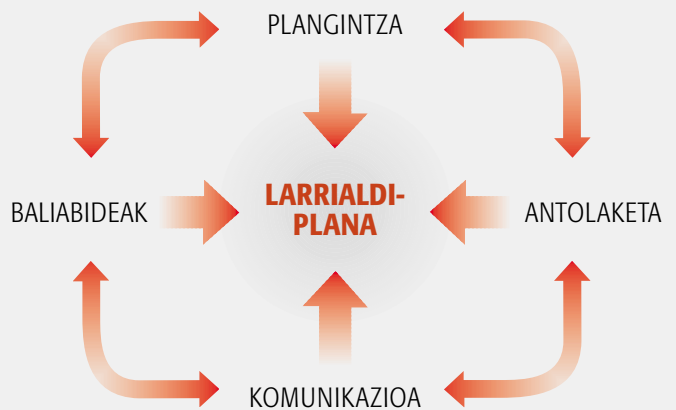 PLANGINTZA
BALIABIDEAK
LARRIALDI-
PLANA
ANTOLAKETA
KOMUNIKAZIOA